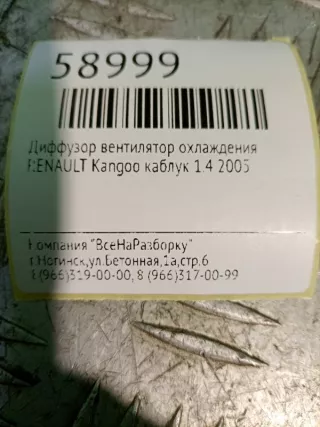 58999
Диффузор вентилятор охлаждения
RENAULT Kangoo каблук 1.4 2005
Компания "ВсеНаРазборку"
г.Ногинск,ул.Бетонная,1а,стр.6
8 (966)319-00-00, 8 (966)317-00-99